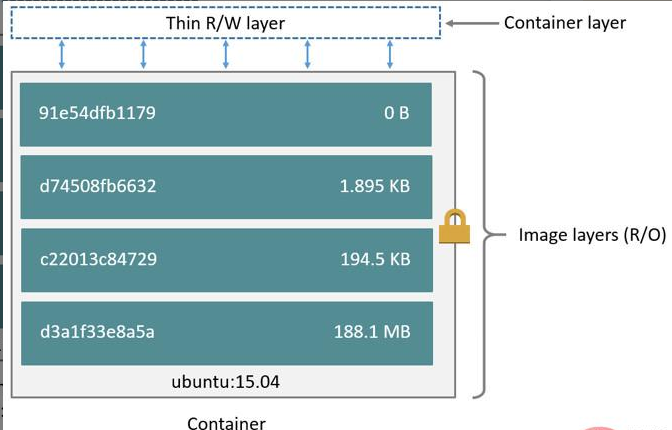 Thin R/W layer
Container layer
91e54dfb1179 0 B
d74508fb6632 1.895 KB
c22013c84729 194.5 KB
Image layers (R/O)
d3a1f33e8a5a 188.1 MB
ubuntu:15.04
Container